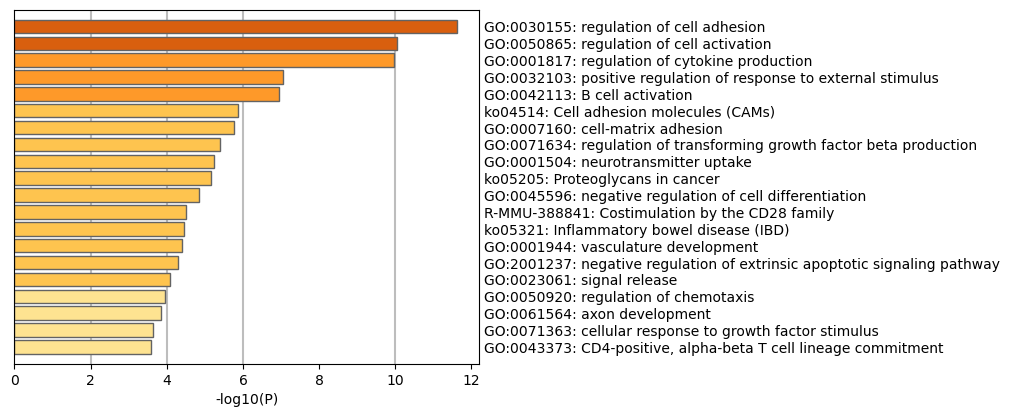 GO:0030155: regulation of cell adhesion
GO:0050865: regulation of cell activation
GO:0001817: regulation of cytokine production
GO:0032103: positive regulation of response to external stimulus
GO:0042113: B cell activation
ko04514: Cell adhesion molecules (CAMs)
GO:0007160: cell-matrix adhesion
GO:0071634: regulation of transforming growth factor beta production
GO:0001504: neurotransmitter uptake
ko05205: Proteoglycans in cancer
GO:0045596: negative regulation of cell differentiation
R-MMU-388841: Costimulation by the CD28 family
ko05321: Inflammatory bowel disease (IBD)
GO:0001944: vasculature development
GO:2001237: negative regulation of extrinsic apoptotic signaling pathway
GO:0023061: signal release
GO:0050920: regulation of chemotaxis
GO:0061564: axon development
GO:0071363: cellular response to growth factor stimulus
GO:0043373: CD4-positive, alpha-beta T cell lineage commitment
0 2 4 6 8 10 12
-log10(P)